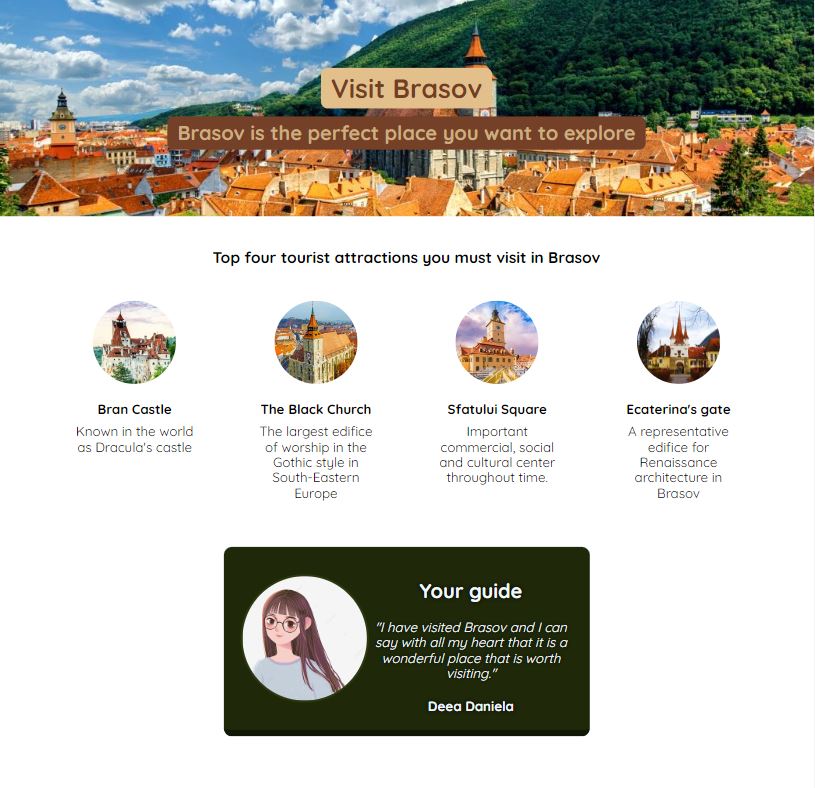 Visit Brasov
Brasov is the perfect place you want to explore
Top four tourist attractions you must visit in Brasov
Bran Castle
Known in the world
as Dracula's castle
The Black Church
The largest edifice
of worship in the
Gothic style in
South-Eastern
Europe
Sfatului Square
Important
commercial, social
and cultural center
throughout time.
Ecaterina's gate
A representative
edifice for
Renaissance
architecture in
Brasov
Your guide
"I have visited Brasov and I can
say with all my heart that it is a
wonderful place that is worth
visiting."
Deea Daniela